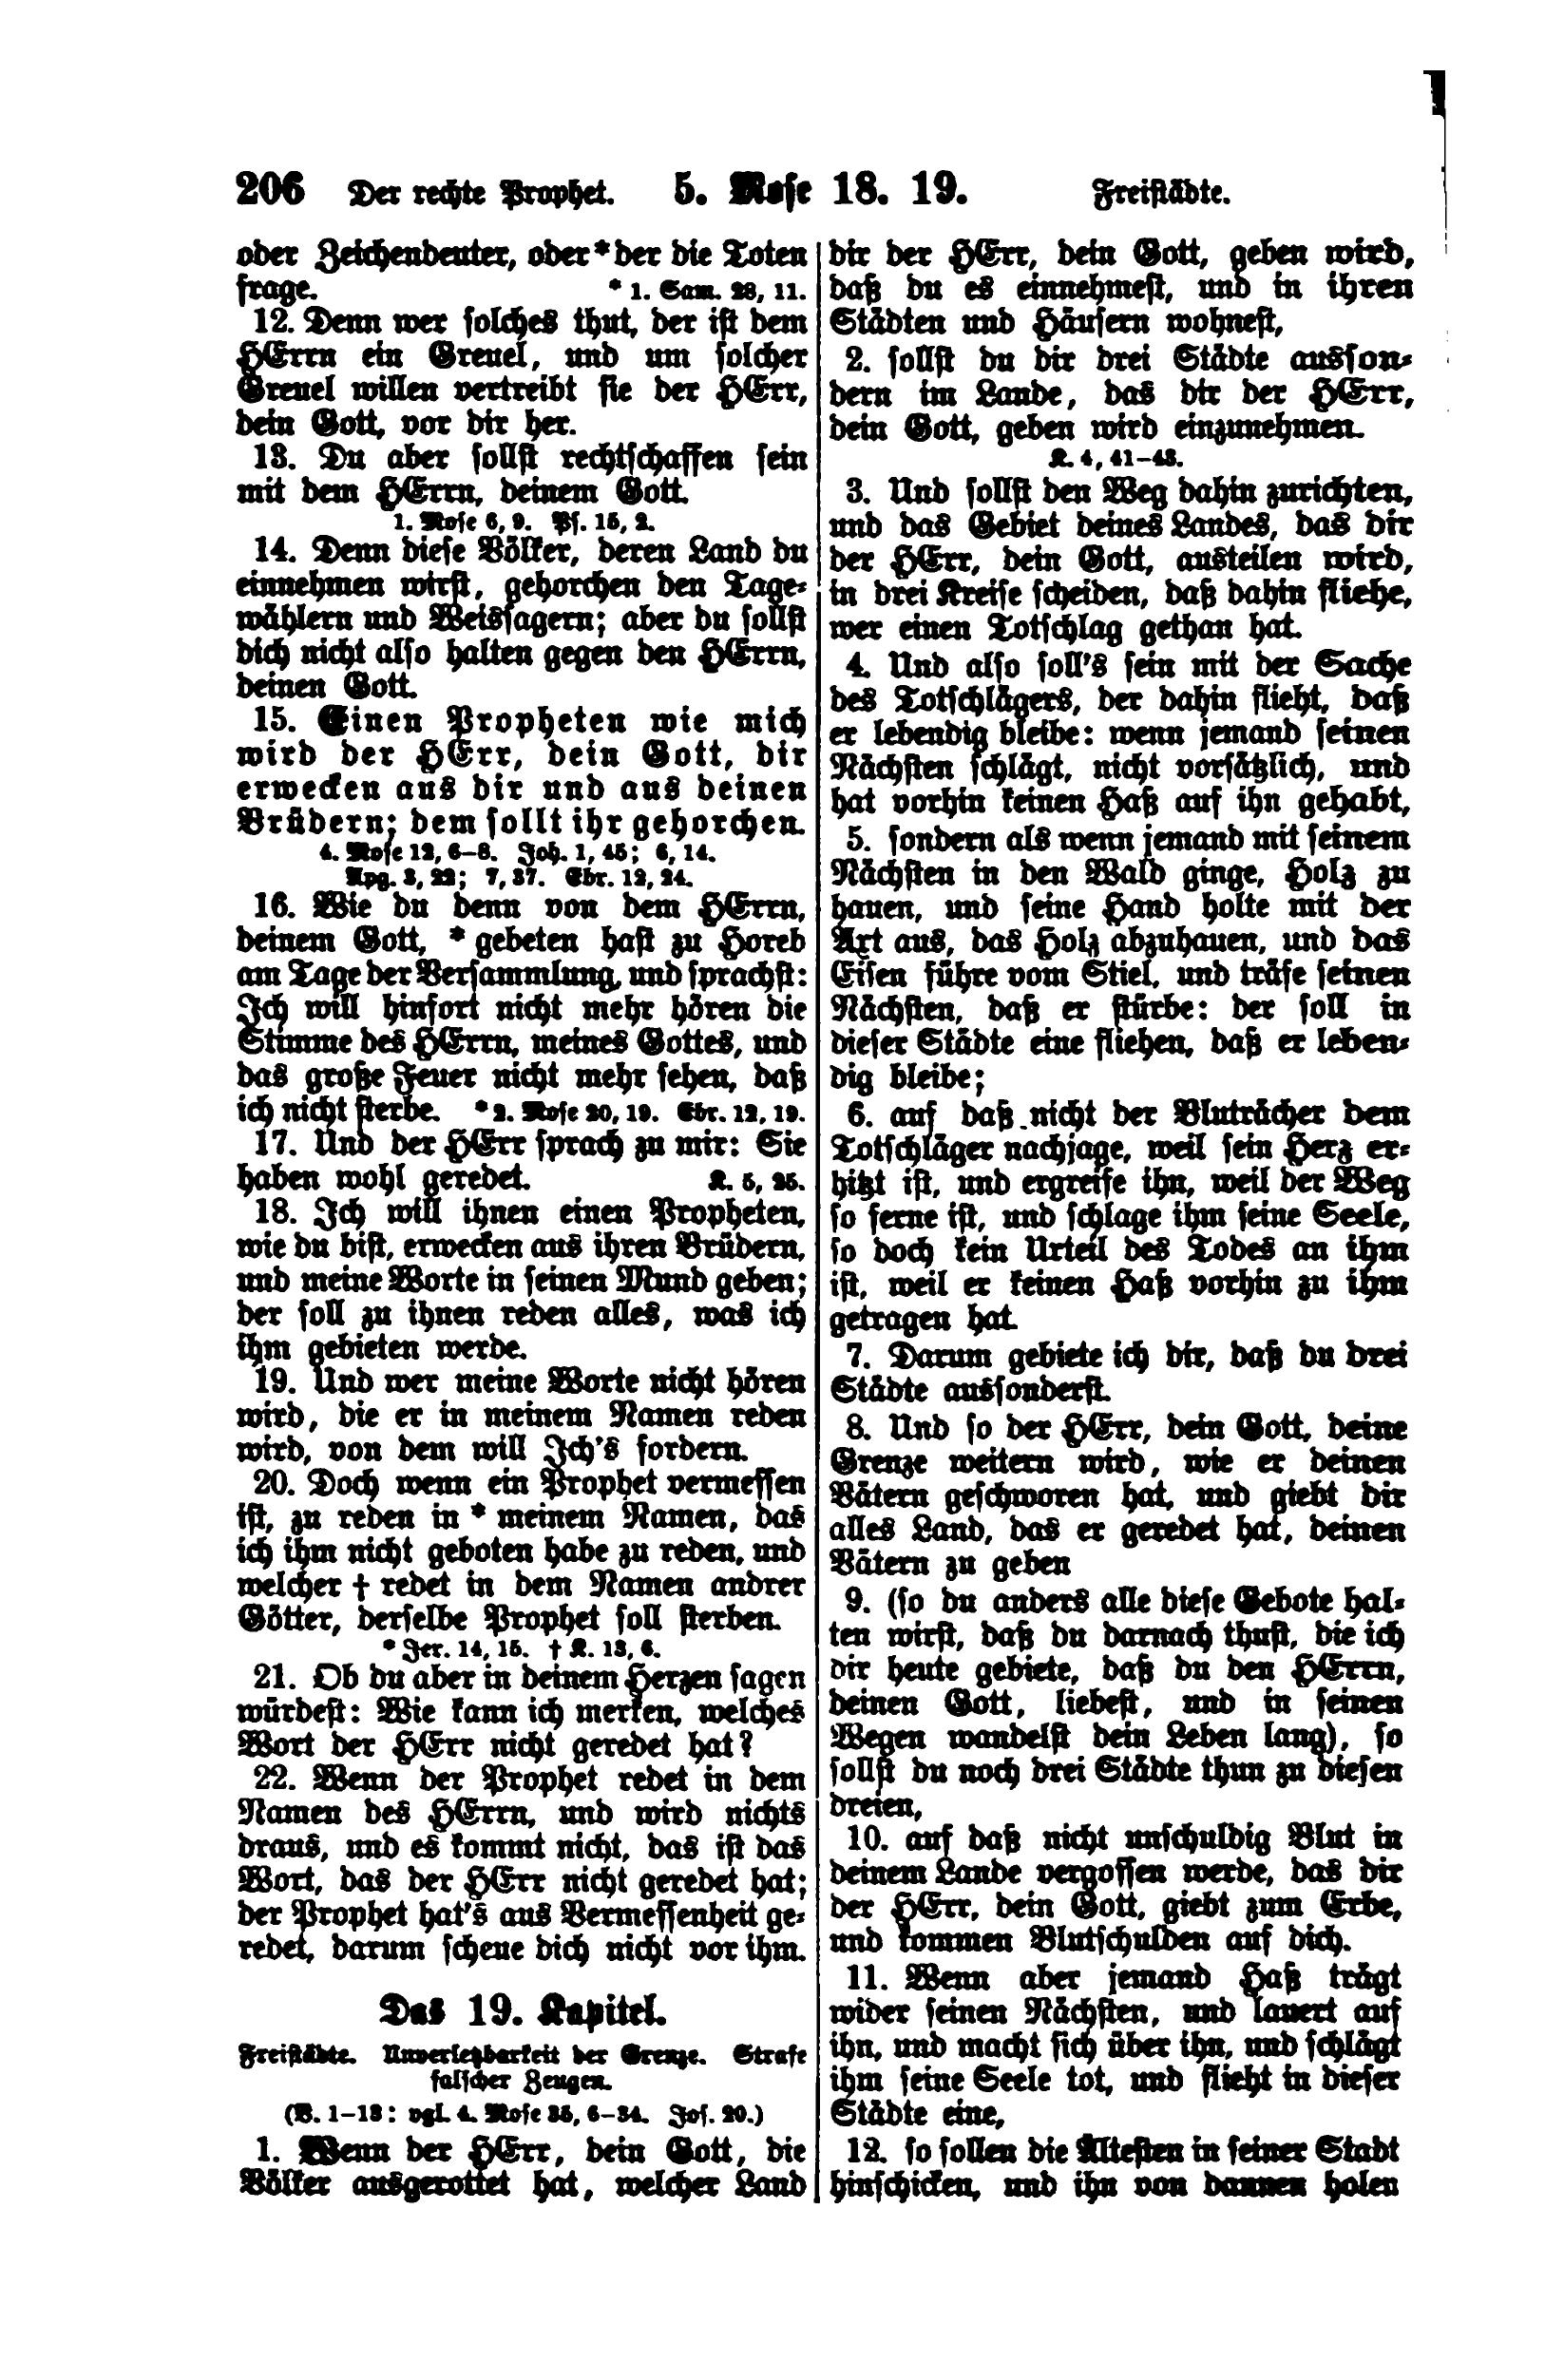 206 Der rechte Prophet. 5. Mose 18. 19. Freistädte.
oder Zeichendeuter, oder * der die Toten
frage. * 1. Sam. 28, 11.
12. Denn wer solches thut, der ist dem
HErrn ein Greuel, und um solcher
Greuel willen vertreibt sie der HErr,
dein Gott, vor dir her.
13. Du aber sollst rechtschaffen sein
mit dem HErrn, deinem Gott.
1. Mose 6, 9. Ps. 15, 2.
14. Denn diese Völker, deren Land du
einnehmen wirst, gehorchen den Tage-
wählern und Weissagern; aber du sollst
dich nicht also halten gegen den HErrn,
deinen Gott.
15. Einen Propheten wie mich
wird der HErr, dein Gott, dir
erwecken aus dir und aus deinen
Brüdern; dem sollt ihr gehorchen.
4. Mose 12, 6–8. Joh. 1, 45; 6, 14.
Apg. 3, 22; 7, 37. Ebr. 12, 24.
16. Wie du denn von dem HErrn,
deinem Gott, * gebeten hast zu Horeb
am Tage der Versammlung, und sprachst:
Ich will hinfort nicht mehr hören die
Stimme des HErrn, meines Gottes, und
das große Feuer nicht mehr sehen, daß
ich nicht sterbe. * 2. Mose 20, 19. Ebr. 12, 19.
17. Und der HErr sprach zu mir: Sie
haben wohl geredet. K. 5, 25.
18. Ich will ihnen einen Propheten,
wie du bist, erwecken aus ihren Brüdern,
und meine Worte in seinen Mund geben;
der soll zu ihnen reden alles, was ich
ihm gebieten werde.
19. Und wer meine Worte nicht hören
wird, die er in meinem Namen reden
wird, von dem will Ich's fordern.
20. Doch wenn ein Prophet vermessen
ist, zu reden in * meinem Namen, das
ich ihm nicht geboten habe zu reden, und
welcher † redet in dem Namen andrer
Götter, derselbe Prophet soll sterben.
* Jer. 14, 15. † K. 13, 6.
21. Ob du aber in deinem Herzen sagen
würdest: Wie kann ich merken, welches
Wort der HErr nicht geredet hat?
22. Wenn der Prophet redet in dem
Namen des HErrn, und wird nichts
draus, und es kommt nicht, das ist das
Wort, das der HErr nicht geredet hat;
der Prophet hat's aus Vermessenheit ge-
redet, darum scheue dich nicht vor ihm.
Das 19. Kapitel.
Freistädte. Unverletzbarkeit der Grenze. Strafe
falscher Zeugen.
(V. 1–13: vgl. 4. Mose 35, 6–34. Jos. 20.)
1. Wenn der HErr, dein Gott, die
Völker ausgerottet hat, welcher Land
dir der HErr, dein Gott, geben wird,
daß du es einnehmest, und in ihren
Städten und Häusern wohnest,
2. sollst du dir drei Städte ausson-
dern im Lande, das dir der HErr,
dein Gott, geben wird einzunehmen.
K. 4, 41–43.
3. Und sollst den Weg dahin zurichten,
und das Gebiet deines Landes, das dir
der HErr, dein Gott, austeilen wird,
in drei Kreise scheiden, daß dahin fliehe,
wer einen Totschlag gethan hat.
4. Und also soll's sein mit der Sache
des Totschlägers, der dahin flieht, daß
er lebendig bleibe: wenn jemand seinen
Nächsten schlägt, nicht vorsätzlich, und
hat vorhin keinen Haß auf ihn gehabt,
5. sondern als wenn jemand mit seinem
Nächsten in den Wald ginge, Holz zu
hauen, und seine Hand holte mit der
Axt aus, das Holz abzuhauen, und das
Eisen führe vom Stiel, und träfe seinen
Nächsten, daß er stürbe: der soll in
dieser Städte eine fliehen, daß er leben-
dig bleibe;
6. auf daß nicht der Bluträcher dem
Totschläger nachjage, weil sein Herz er-
hitzt ist, und ergreife ihn, weil der Weg
so ferne ist, und schlage ihm seine Seele,
so doch kein Urteil des Todes an ihm
ist, weil er keinen Haß vorhin zu ihm
getragen hat.
7. Darum gebiete ich dir, daß du drei
Städte aussonderst.
8. Und so der HErr, dein Gott, deine
Grenze weitern wird, wie er deinen
Vätern geschworen hat, und giebt dir
alles Land, das er geredet hat, deinen
Vätern zu geben
9. (so du anders alle diese Gebote hal-
ten wirst, daß du darnach thust, die ich
dir heute gebiete, daß du den HErrn,
deinen Gott, liebest, und in seinen
Wegen wandelst dein Leben lang), so
sollst du noch drei Städte thun zu diesen
dreien,
10. auf daß nicht unschuldig Blut in
deinem Lande vergossen werde, das dir
der HErr, dein Gott, giebt zum Erbe,
und kommen Blutschulden auf dich.
11. Wenn aber jemand Haß trägt
wider seinen Nächsten, und lauert auf
ihn, und macht sich über ihn, und schlägt
ihm seine Seele tot, und flieht in dieser
Städte eine,
12. so sollen die Ältesten in seiner Stadt
hinschicken, und ihn von dannen holen